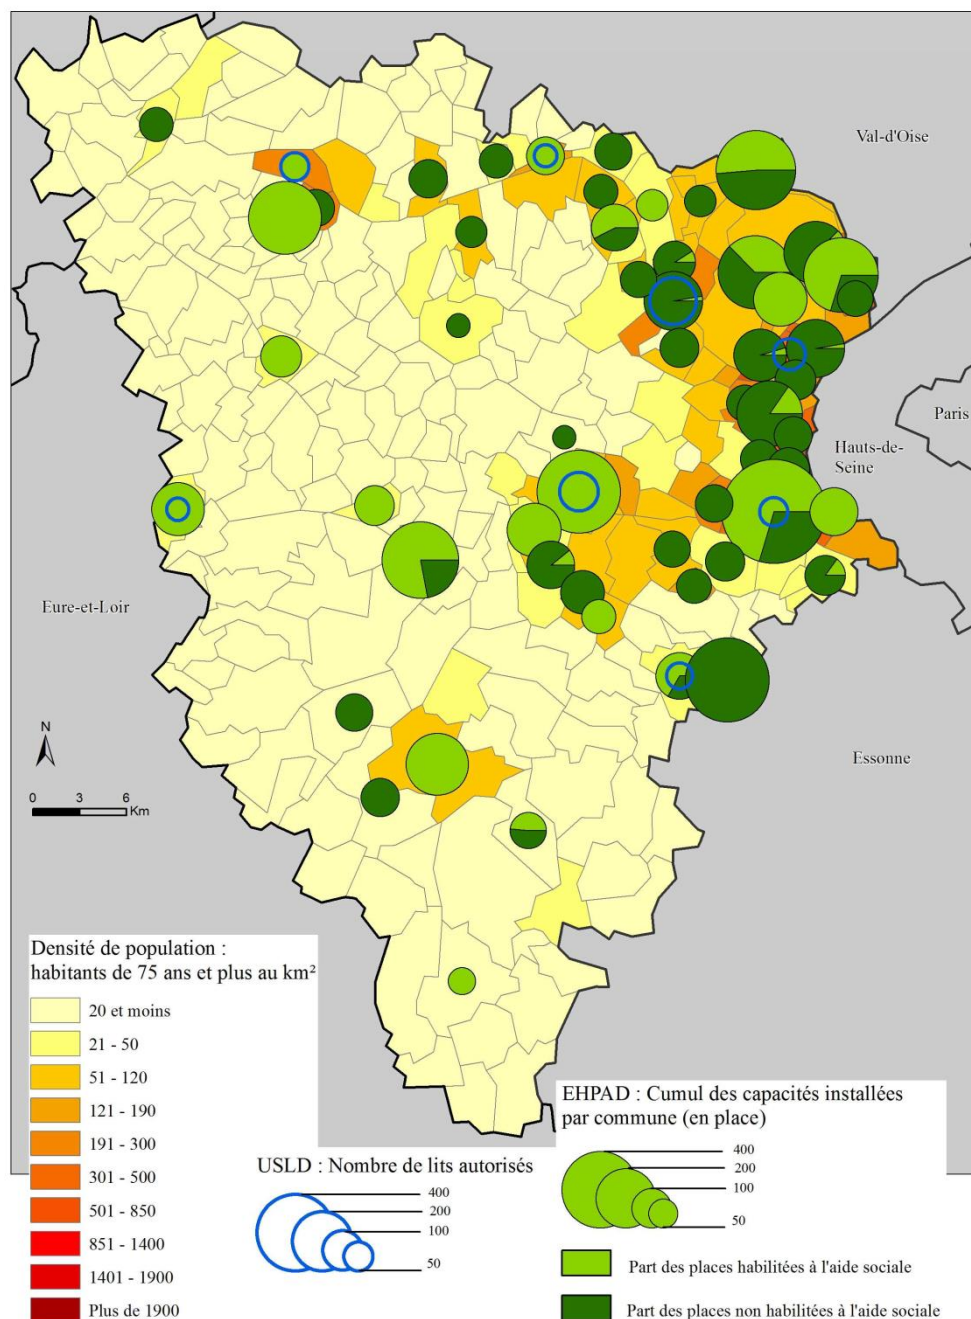 Val-d'Oise
Paris
Hauts-de-
Seine
Eure-et-Loir
Essonne
N
0 3 6
Km
Densité de population :
habitants de 75 ans et plus au km²
20 et moins
21 - 50
51 - 120
121 - 190
191 - 300
301 - 500
501 - 850
851 - 1400
1401 - 1900
Plus de 1900
USLD : Nombre de lits autorisés
400
200
100
50
EHPAD : Cumul des capacités installées
par commune (en place)
400
200
100
50
Part des places habilitées à l'aide sociale
Part des places non habilitées à l'aide sociale